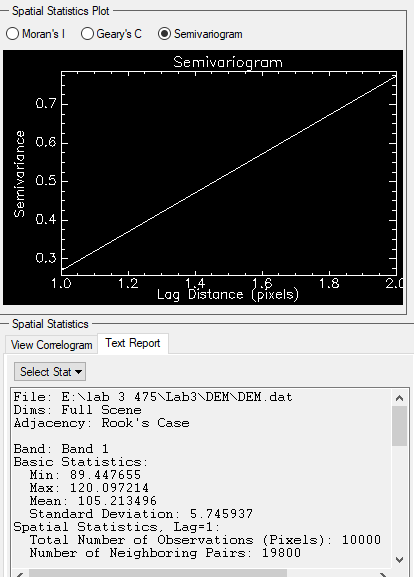 Spatial Statistics Plot
Moran's I Geary's C Semivariogram
Semivariogram
0.7
0.6
0.5
0.4
0.3
Semivariance
1.0 1.2 1.4 1.6 1.8 2.0
Lag Distance (pixels)
Spatial Statistics
View Correlogram Text Report
Select Stat
File: E:\lab 3 475\Lab3\DEM\DEM.dat
Dims: Full Scene
Adjacency: Rook's Case
Band: Band 1
Basic Statistics:
Min: 89.447655
Max: 120.097214
Mean: 105.213496
Standard Deviation: 5.745937
Spatial Statistics, Lag=1:
Total Number of Observations (Pixels): 10000
Number of Neighboring Pairs: 19800